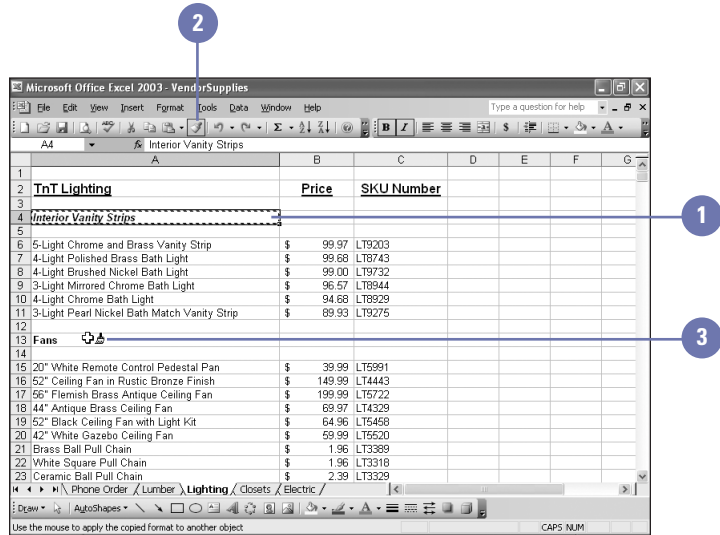 2
Microsoft Office Excel 2003 - VendorSupplies
File Edit View Insert Format Tools Data Window Help Type a question for help
B I $ A
A4 fx Interior Vanity Strips
A B C D E F G
1
2 TnT Lighting Price SKU Number
3
4 Interior Vanity Strips
1
5
6 5-Light Chrome and Brass Vanity Strip $ 99.97 LT9203
7 4-Light Polished Brass Bath Light $ 99.68 LT8743
8 4-Light Brushed Nickel Bath Light $ 99.00 LT9732
9 3-Light Mirrored Chrome Bath Light $ 96.57 LT8944
10 4-Light Chrome Bath Light $ 94.68 LT8929
11 3-Light Pearl Nickel Bath Match Vanity Strip $ 89.93 LT9275
12
13 Fans
3
14
15 20" White Remote Control Pedestal Pan $ 39.99 LT5991
16 52" Ceiling Fan in Rustic Bronze Finish $ 149.99 LT4443
17 56" Flemish Brass Antique Ceiling Fan $ 199.99 LT5722
18 44" Antique Brass Ceiling Fan $ 69.97 LT4329
19 52" Black Ceiling Fan with Light Kit $ 64.96 LT5458
20 42" White Gazebo Ceiling Fan $ 59.99 LT5520
21 Brass Ball Pull Chain $ 1.96 LT3389
22 White Square Pull Chain $ 1.96 LT3318
23 Ceramic Ball Pull Chain $ 2.39 LT3329
Phone Order / Lumber \ Lighting / Closets / Electric /
Draw AutoShapes A
Use the mouse to apply the copied format to another object CAPS NUM